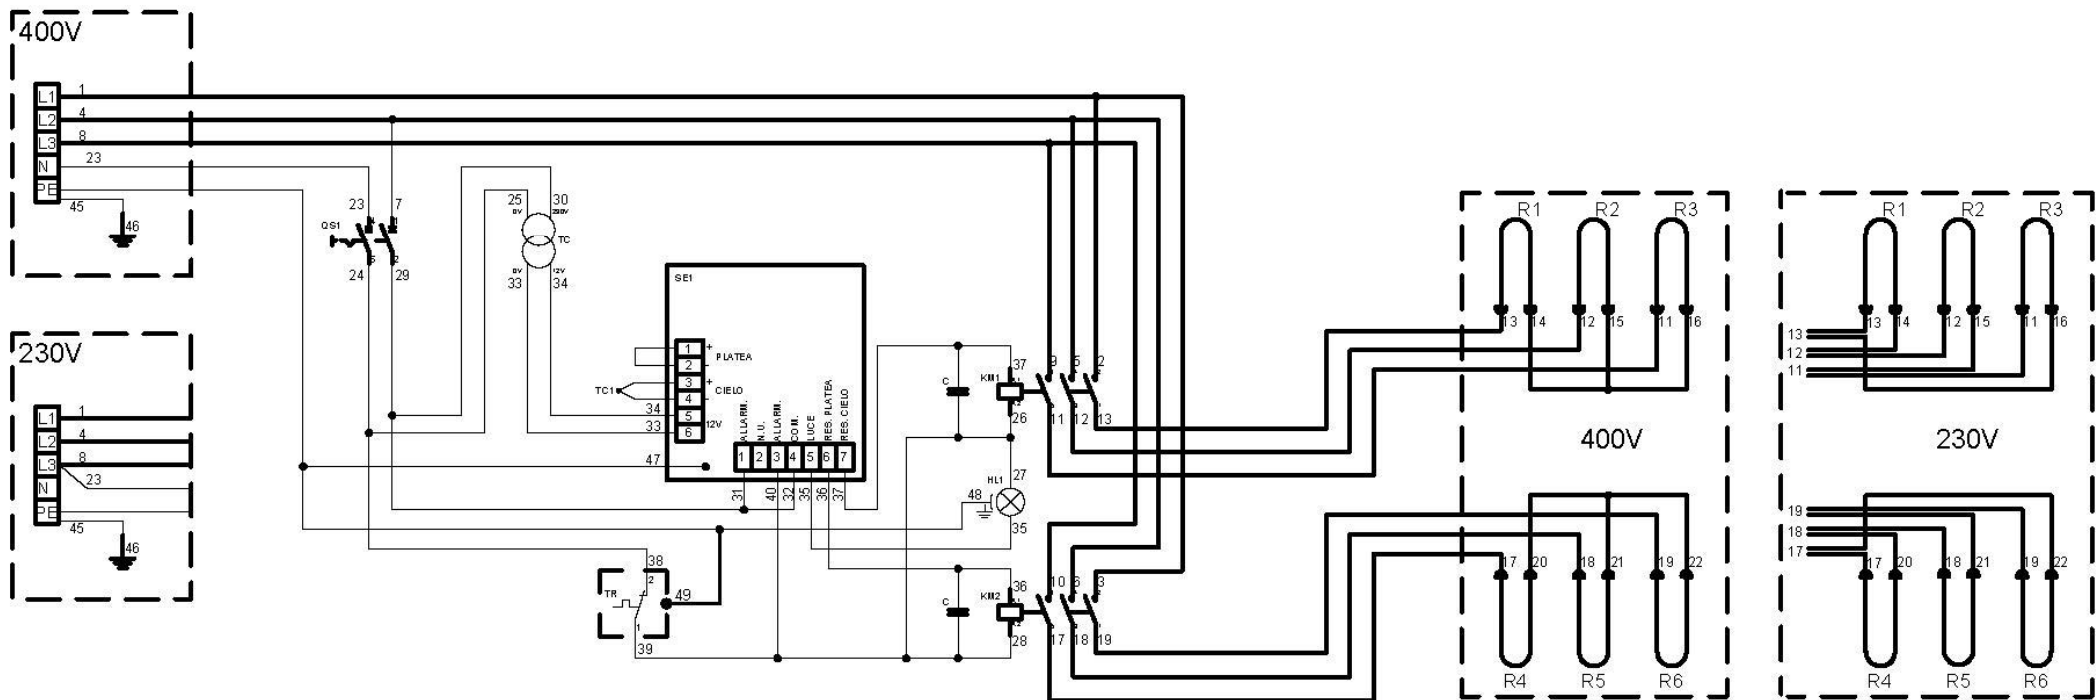 400V
L1 1
L2 4
L3 8
N 23
PE
45
46
230V
L1 1
L2 4
L3 8
N 23
PE
45
46
23 7
QS1
24 29
25 30
0V 230V
TC
0V 12V
33 34
SE1
1 +
2 -
PLATEA
TC1
3 +
4 -
CIELO
34 5
33 6
12V
47
ALLARM.
N.U.
ALLARM.
COM.
LUCE
RES. PLATEA
RES. CIELO
1 2 3 4 5 6 7
31 40 32 35 36 37
TR
38
2
49
1
39
C
37
KM1
26
9 5 2
11 12 13
27
HL1
48
35
C
36
KM2
28
10 6 3
17 18 19
R1 R2 R3
13 14 12 15 11 16
400V
17 20 18 21 19 22
R4 R5 R6
R1 R2 R3
13 14 12 15 11 16
13
12
11
230V
19
18
17
17 20 18 21 19 22
R4 R5 R6